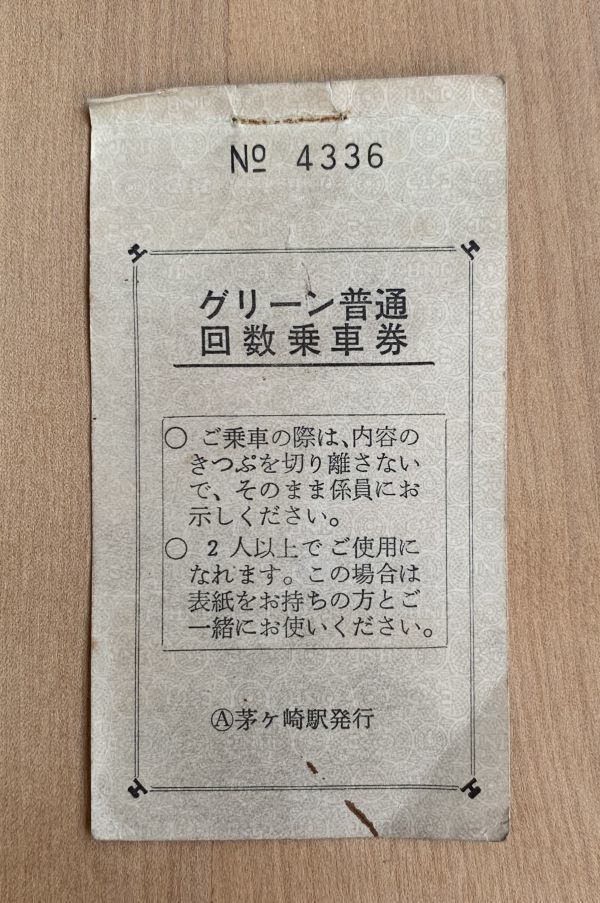 № 4336
グリーン普通
回数乗車券
○ ご乗車の際は、内容の
きつぷを切り離さない
で、そのまま係員にお
示しください。
○ 2人以上でご使用に
なれます。この場合は
表紙をお持ちの方とご
一緒にお使いください。
Ⓐ茅ケ崎駅発行